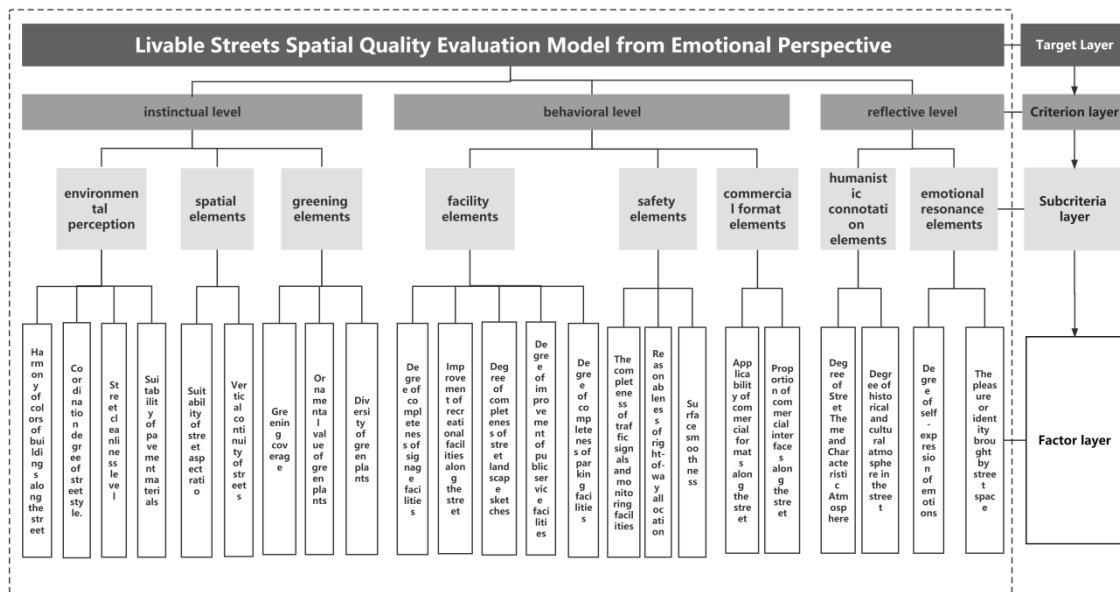 Livable Streets Spatial Quality Evaluation Model from Emotional Perspective
Target Layer
instinctual level
behavioral level
reflective level
Criterion layer
environmental perception
spatial elements
greening elements
facility elements
safety elements
commercial format elements
humanistic connotation elements
emotional resonance elements
Subcriteria layer
Harmony of colors of buildings along the street
Coordination degree of street style.
Street cleanliness level
Suitability of pavement materials
Suitability of street aspect ratio
Vertical continuity of streets
Greening coverage
Ornamental value of green plants
Diversity of green plants
Degree of completeness of signage facilities
Improvement of recreational facilities along the street
Degree of completeness of street landscape sketches
Degree of improvement of public service facilities
Degree of completeness of parking facilities
The completeness of traffic signals and monitoring facilities
Reasonableness of right-of-way allocation
Surface smoothness
Applicability of commercial formats along the street
Proportion of commercial interfaces along the street
Degree of Street Theme and Characteristic Atmosphere
Degree of historical and cultural atmosphere in the street
Degree of self-expression of emotions
The pleasure or identity brought by street space
Factor layer